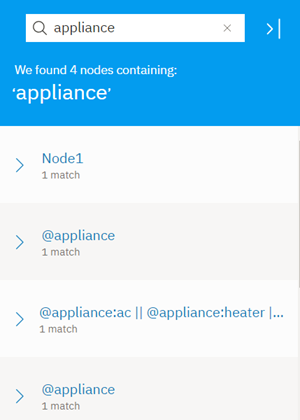 appliance
We found 4 nodes containing:
‘appliance’
Node1
1 match
@appliance
1 match
@appliance:ac || @appliance:heater |...
1 match
@appliance
1 match